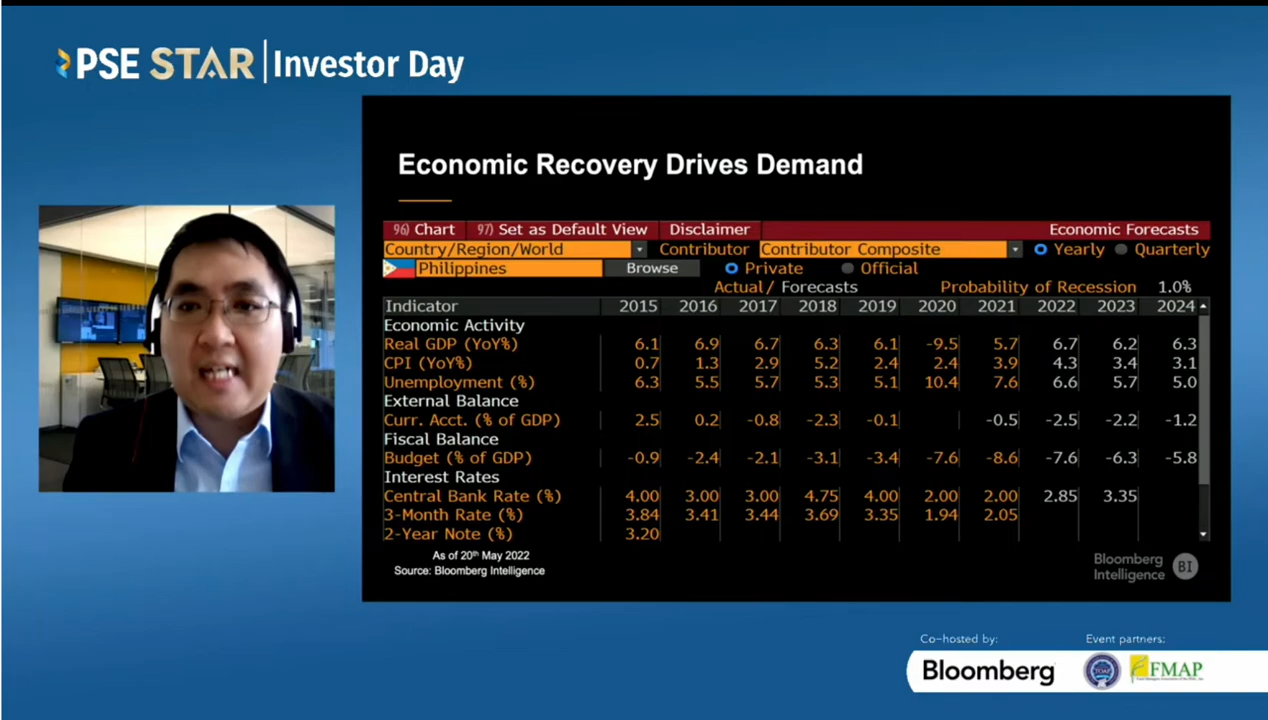 PSE STAR Investor Day
Economic Recovery Drives Demand
96) Chart 97) Set as Default View Disclaimer Economic Forecasts
Country/Region/World Contributor Contributor Composite Yearly Quarterly
Philippines Browse Private Official
Actual/ Forecasts Probability of Recession 1.0%
Indicator 2015 2016 2017 2018 2019 2020 2021 2022 2023 2024
Economic Activity
Real GDP (YoY%) 6.1 6.9 6.7 6.3 6.1 -9.5 5.7 6.7 6.2 6.3
CPI (YoY%) 0.7 1.3 2.9 5.2 2.4 2.4 3.9 4.3 3.4 3.1
Unemployment (%) 6.3 5.5 5.7 5.3 5.1 10.4 7.6 6.6 5.7 5.0
External Balance
Curr. Acct. (% of GDP) 2.5 0.2 -0.8 -2.3 -0.1 -0.5 -2.5 -2.2 -1.2
Fiscal Balance
Budget (% of GDP) -0.9 -2.4 -2.1 -3.1 -3.4 -7.6 -8.6 -7.6 -6.3 -5.8
Interest Rates
Central Bank Rate (%) 4.00 3.00 3.00 4.75 4.00 2.00 2.00 2.85 3.35
3-Month Rate (%) 3.84 3.41 3.44 3.69 3.35 1.94 2.05
2-Year Note (%) 3.20
As of 20th May 2022
Source: Bloomberg Intelligence
Bloomberg
Intelligence BI
Co-hosted by: Event partners:
Bloomberg FMAP